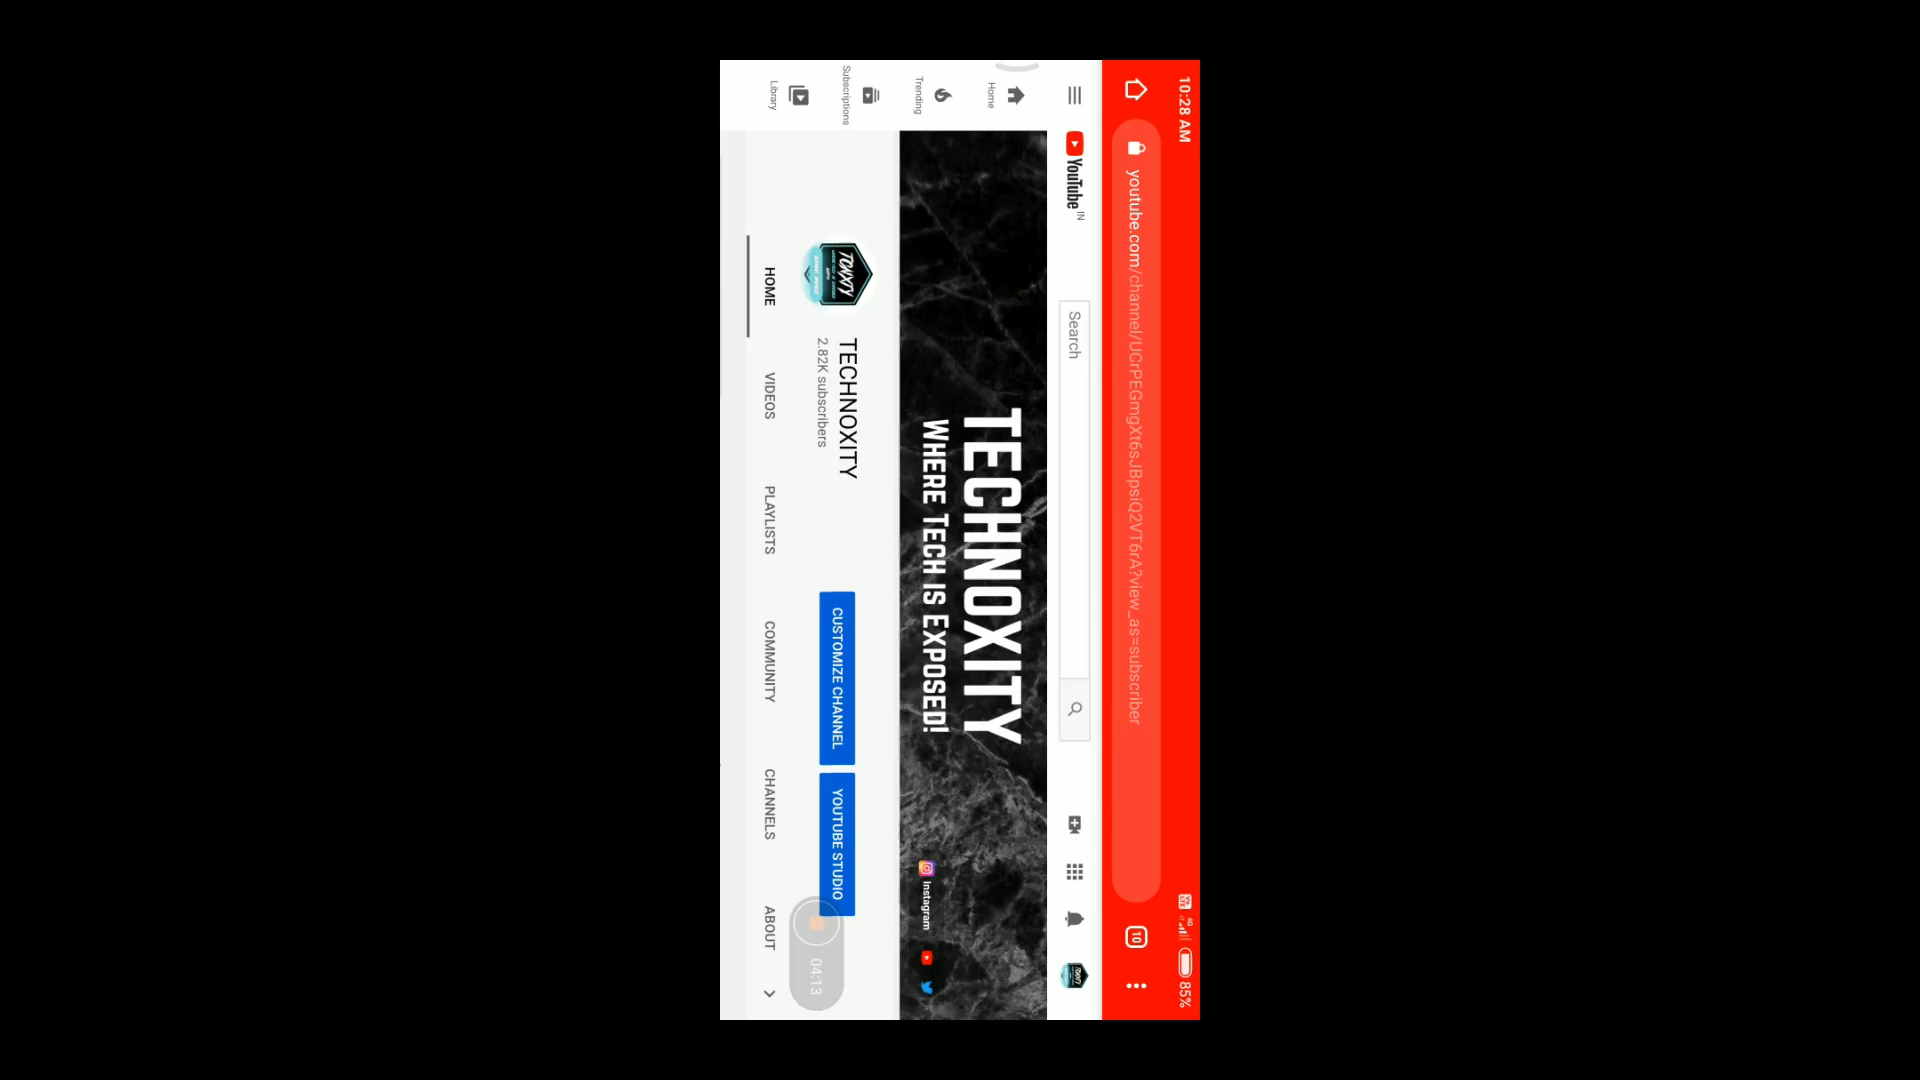 10:28 AM
4G
85%
youtube.com/channel/UCrPEGmgXt6sJBpsiQ2VT6rA?view_as=subscriber
10
YouTube IN
Search
Home
Trending
Subscriptions
Library
TECHNOXITY
WHERE TECH IS EXPOSED!
Instagram
TECHNOXITY
2.82K subscribers
CUSTOMIZE CHANNEL
YOUTUBE STUDIO
04:13
HOME
VIDEOS
PLAYLISTS
COMMUNITY
CHANNELS
ABOUT